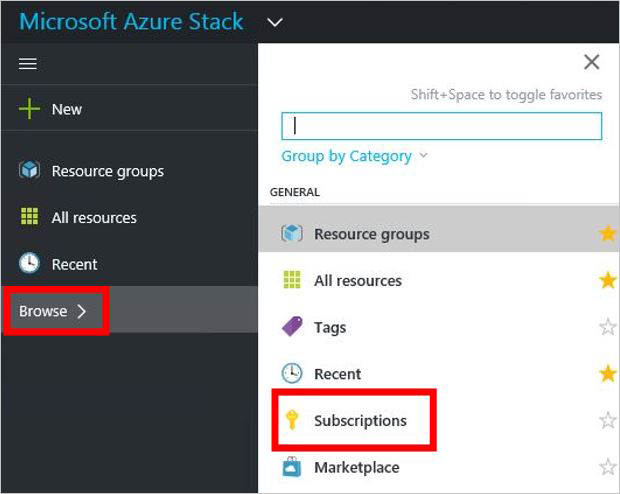 Microsoft Azure Stack
Shift+Space to toggle favorites
New
Group by Category
GENERAL
Resource groups
Resource groups
All resources
All resources
Recent
Tags
Browse
Recent
Subscriptions
Marketplace